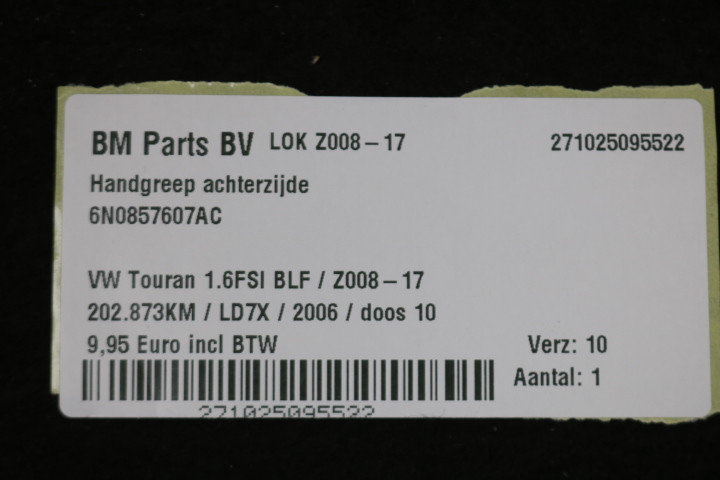 BM Parts BV LOK Z008-17 271025095522
Handgreep achterzijde
6N0857607AC
VW Touran 1.6FSI BLF / Z008-17
202.873KM / LD7X / 2006 / doos 10
9,95 Euro incl BTW Verz: 10
Aantal: 1
271025095522